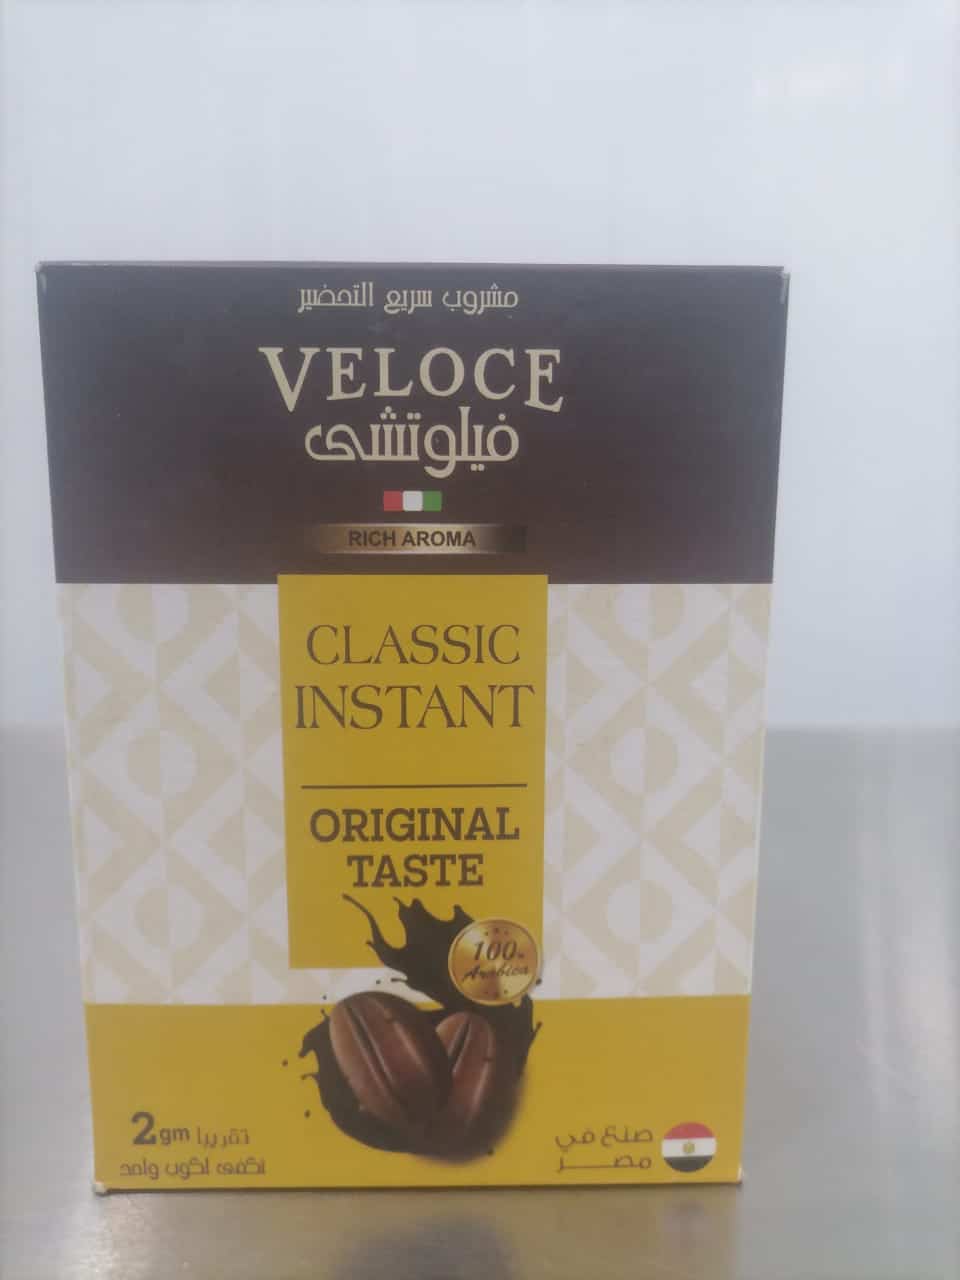 مشروب سريع التحضير
VELOCE
فيلوتشى
RICH AROMA
CLASSIC
INSTANT
ORIGINAL
TASTE
100%
Arabica
2gm تقريبا
تكفى لكوب واحد
صنع في
مصر